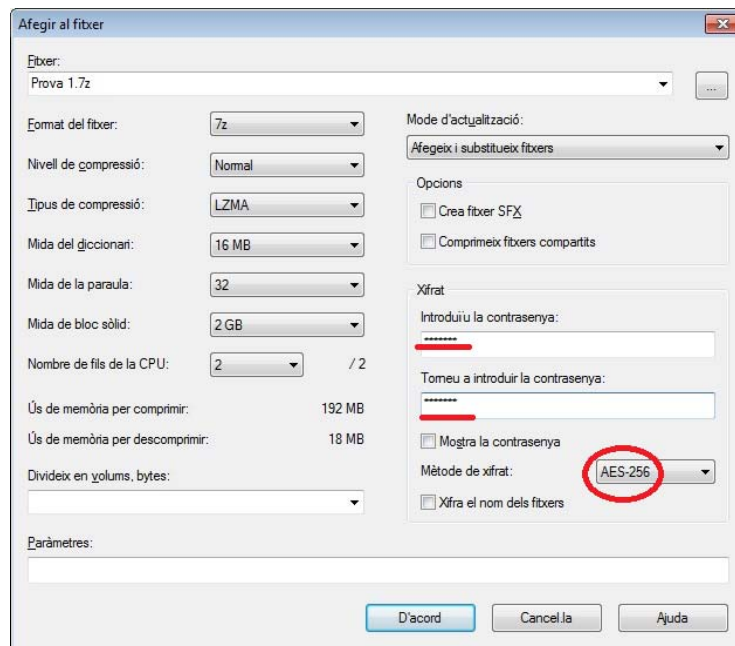 Afegir al fitxer
Fitxer:
Prova 1.7z
...
Format del fitxer:
7z
Nivell de compressió:
Normal
Tipus de compressió:
LZMA
Mida del diccionari:
16 MB
Mida de la paraula:
32
Mida de bloc sòlid:
2 GB
Nombre de fils de la CPU:
2
/ 2
Ús de memòria per comprimir:
192 MB
Ús de memòria per descomprimir:
18 MB
Divideix en volums, bytes:
Mode d'actualització:
Afegeix i substitueix fitxers
Opcions
Crea fitxer SFX
Comprimeix fitxers compartits
Xifrat
Introduïu la contrasenya:
*******
Torneu a introduir la contrasenya:
*******
Mostra la contrasenya
Mètode de xifrat:
AES-256
Xifra el nom dels fitxers
Paràmetres:
D'acord
Cancel.la
Ajuda